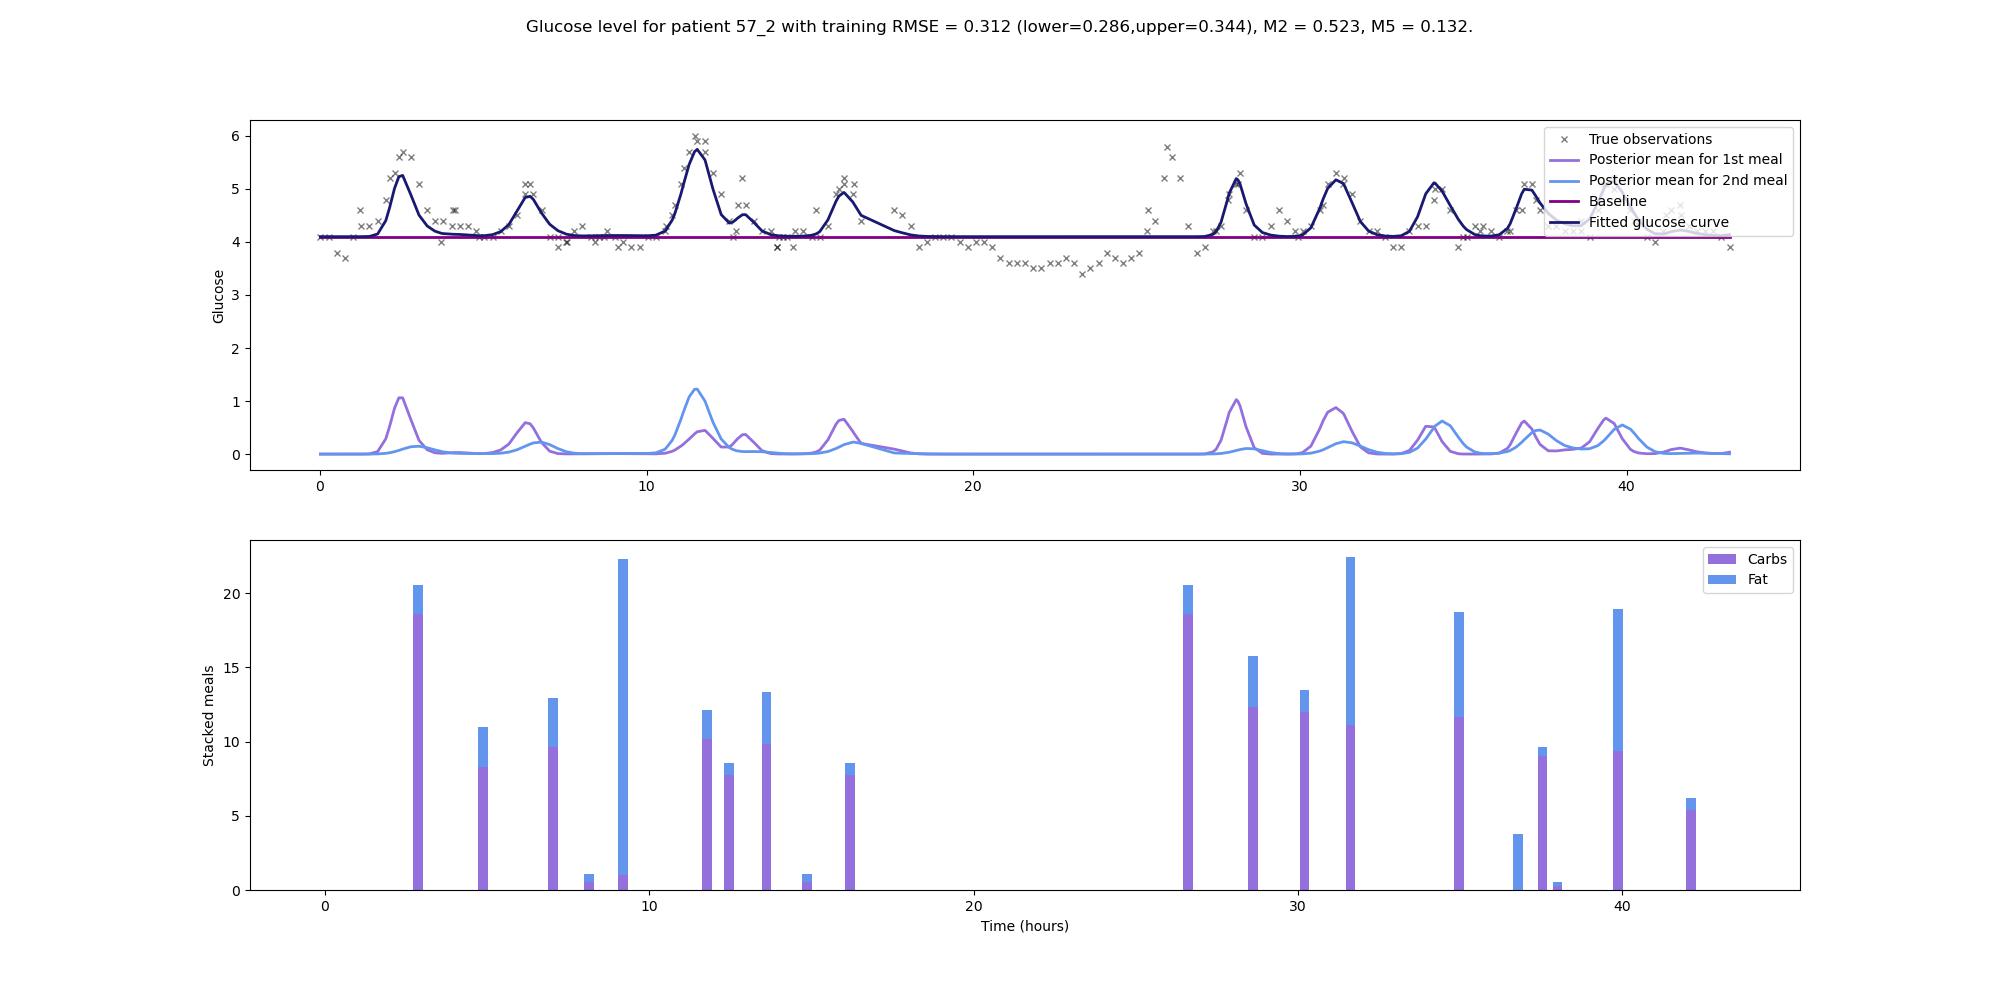 Glucose level for patient 57_2 with training RMSE = 0.312 (lower=0.286,upper=0.344), M2 = 0.523, M5 = 0.132.
6
5
4
3
2
1
0
Glucose
True observations
Posterior mean for 1st meal
Posterior mean for 2nd meal
Baseline
Fitted glucose curve
0 10 20 30 40
20
15
10
5
0
Stacked meals
Carbs
Fat
0 10 20 30 40
Time (hours)